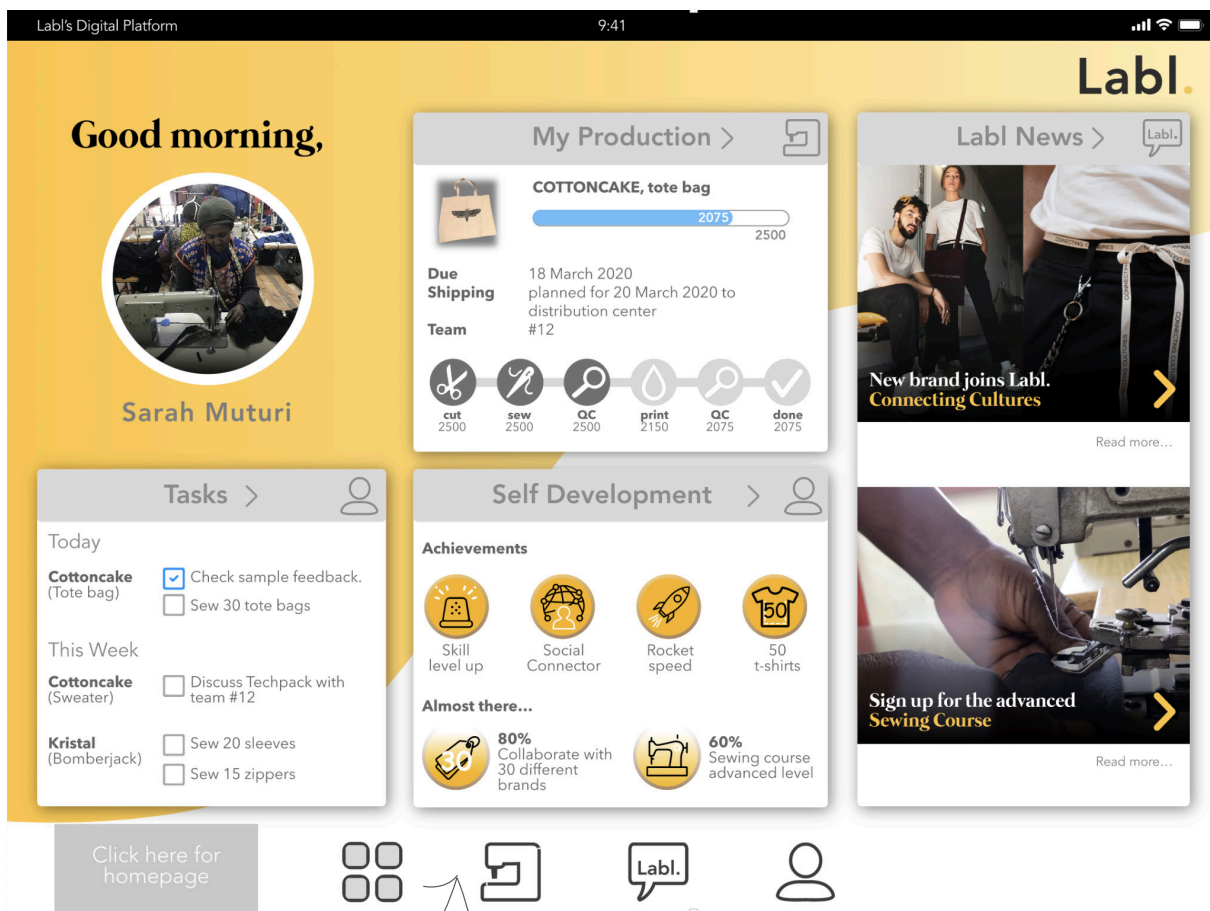 Labl's Digital Platform
9:41
Labl.
Good morning,
Sarah Muturi
My Production >
COTTONCAKE, tote bag
2075
2500
Due 18 March 2020
Shipping planned for 20 March 2020 to
distribution center
Team #12
cut sew QC print QC done
2500 2500 2500 2150 2075 2075
Labl News >
Labl.
New brand joins Labl.
Connecting Cultures
Read more...
Sign up for the advanced
Sewing Course
Read more...
Tasks >
Today
Cottoncake
(Tote bag)
Check sample feedback.
Sew 30 tote bags
This Week
Cottoncake
(Sweater)
Discuss Techpack with
team #12
Kristal
(Bomberjack)
Sew 20 sleeves
Sew 15 zippers
Self Development >
Achievements
50
Skill
level up
Social
Connector
Rocket
speed
50
t-shirts
Almost there...
30
80%
Collaborate with
30 different
brands
60%
Sewing course
advanced level
Click here for
homepage
Labl.